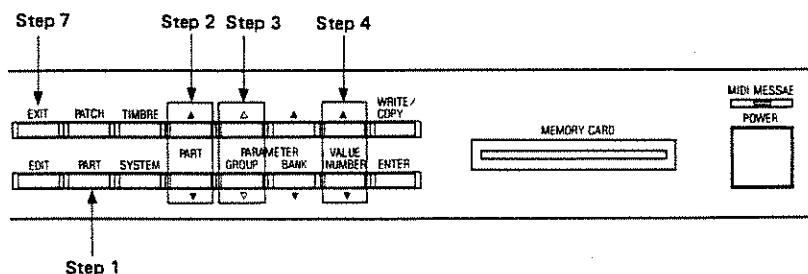 Step 7
Step 2
Step 3
Step 4
EXIT PATCH TIMBRE WRITE/
COPY
MIDI MESSAE
POWER
MEMORY CARD
EDIT PART SYSTEM PART PARAMETER
GROUP BANK VALUE
NUMBER ENTER
Step 1